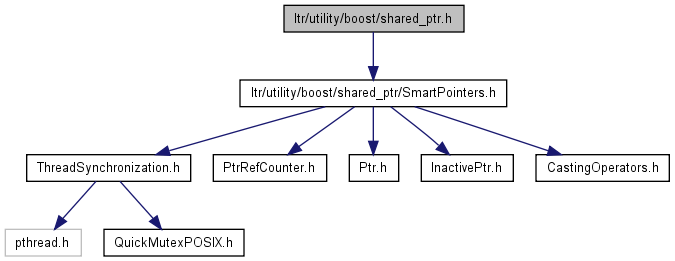 ltr/utility/boost/shared_ptr.h
ltr/utility/boost/shared_ptr/SmartPointers.h
ThreadSynchronization.h
PtrRefCounter.h
Ptr.h
InactivePtr.h
CastingOperators.h
pthread.h
QuickMutexPOSIX.h